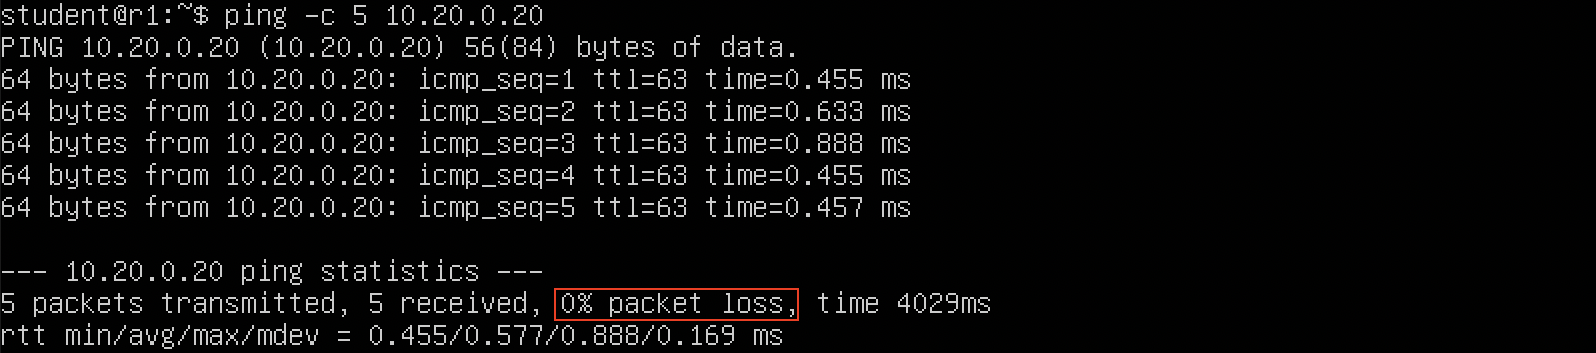 student@r1:~$ ping -c 5 10.20.0.20
PING 10.20.0.20 (10.20.0.20) 56(84) bytes of data.
64 bytes from 10.20.0.20: icmp_seq=1 ttl=63 time=0.455 ms
64 bytes from 10.20.0.20: icmp_seq=2 ttl=63 time=0.633 ms
64 bytes from 10.20.0.20: icmp_seq=3 ttl=63 time=0.888 ms
64 bytes from 10.20.0.20: icmp_seq=4 ttl=63 time=0.455 ms
64 bytes from 10.20.0.20: icmp_seq=5 ttl=63 time=0.457 ms
--- 10.20.0.20 ping statistics ---
5 packets transmitted, 5 received, 0% packet loss, time 4029ms
rtt min/avg/max/mdev = 0.455/0.577/0.888/0.169 ms